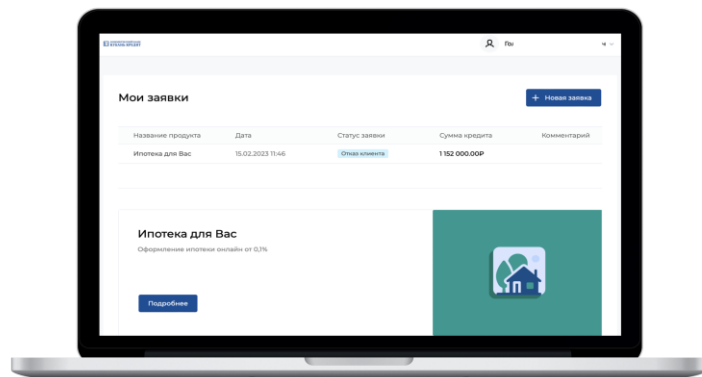 Мои заявки
+ Новая заявка
Название продукта Дата Статус заявки Сумма кредита Комментарий
Ипотека для Вас 15.02.2023 11:46 Отказ клиента 1 152 000.00₽
Ипотека для Вас
Оформление ипотеки онлайн от 0,1%
Подробнее